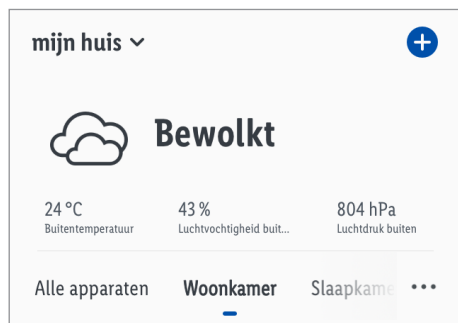 mijn huis
Bewolkt
24 °C 43 % 804 hPa
Buitentemperatuur Luchtvochtigheid buit... Luchtdruk buiten
Alle apparaten Woonkamer Slaapkame